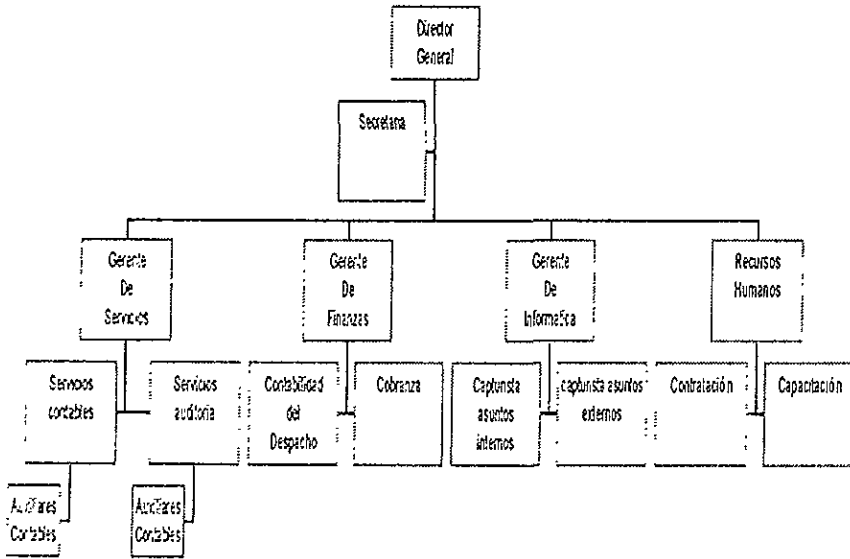 Director
General
Secretaria
Gerente
De
Servicios
Gerente
De
Finanzas
Gerente
De
Informatica
Recursos
Humanos
Servicios
contables
Servicios
auditoria
Contabilidad
del
Despacho
Cobranza
Capturista
asuntos
internos
capturista asuntos
externos
Contratación
Capacitación
Auxiliares
Contables
Auxiliares
Contables